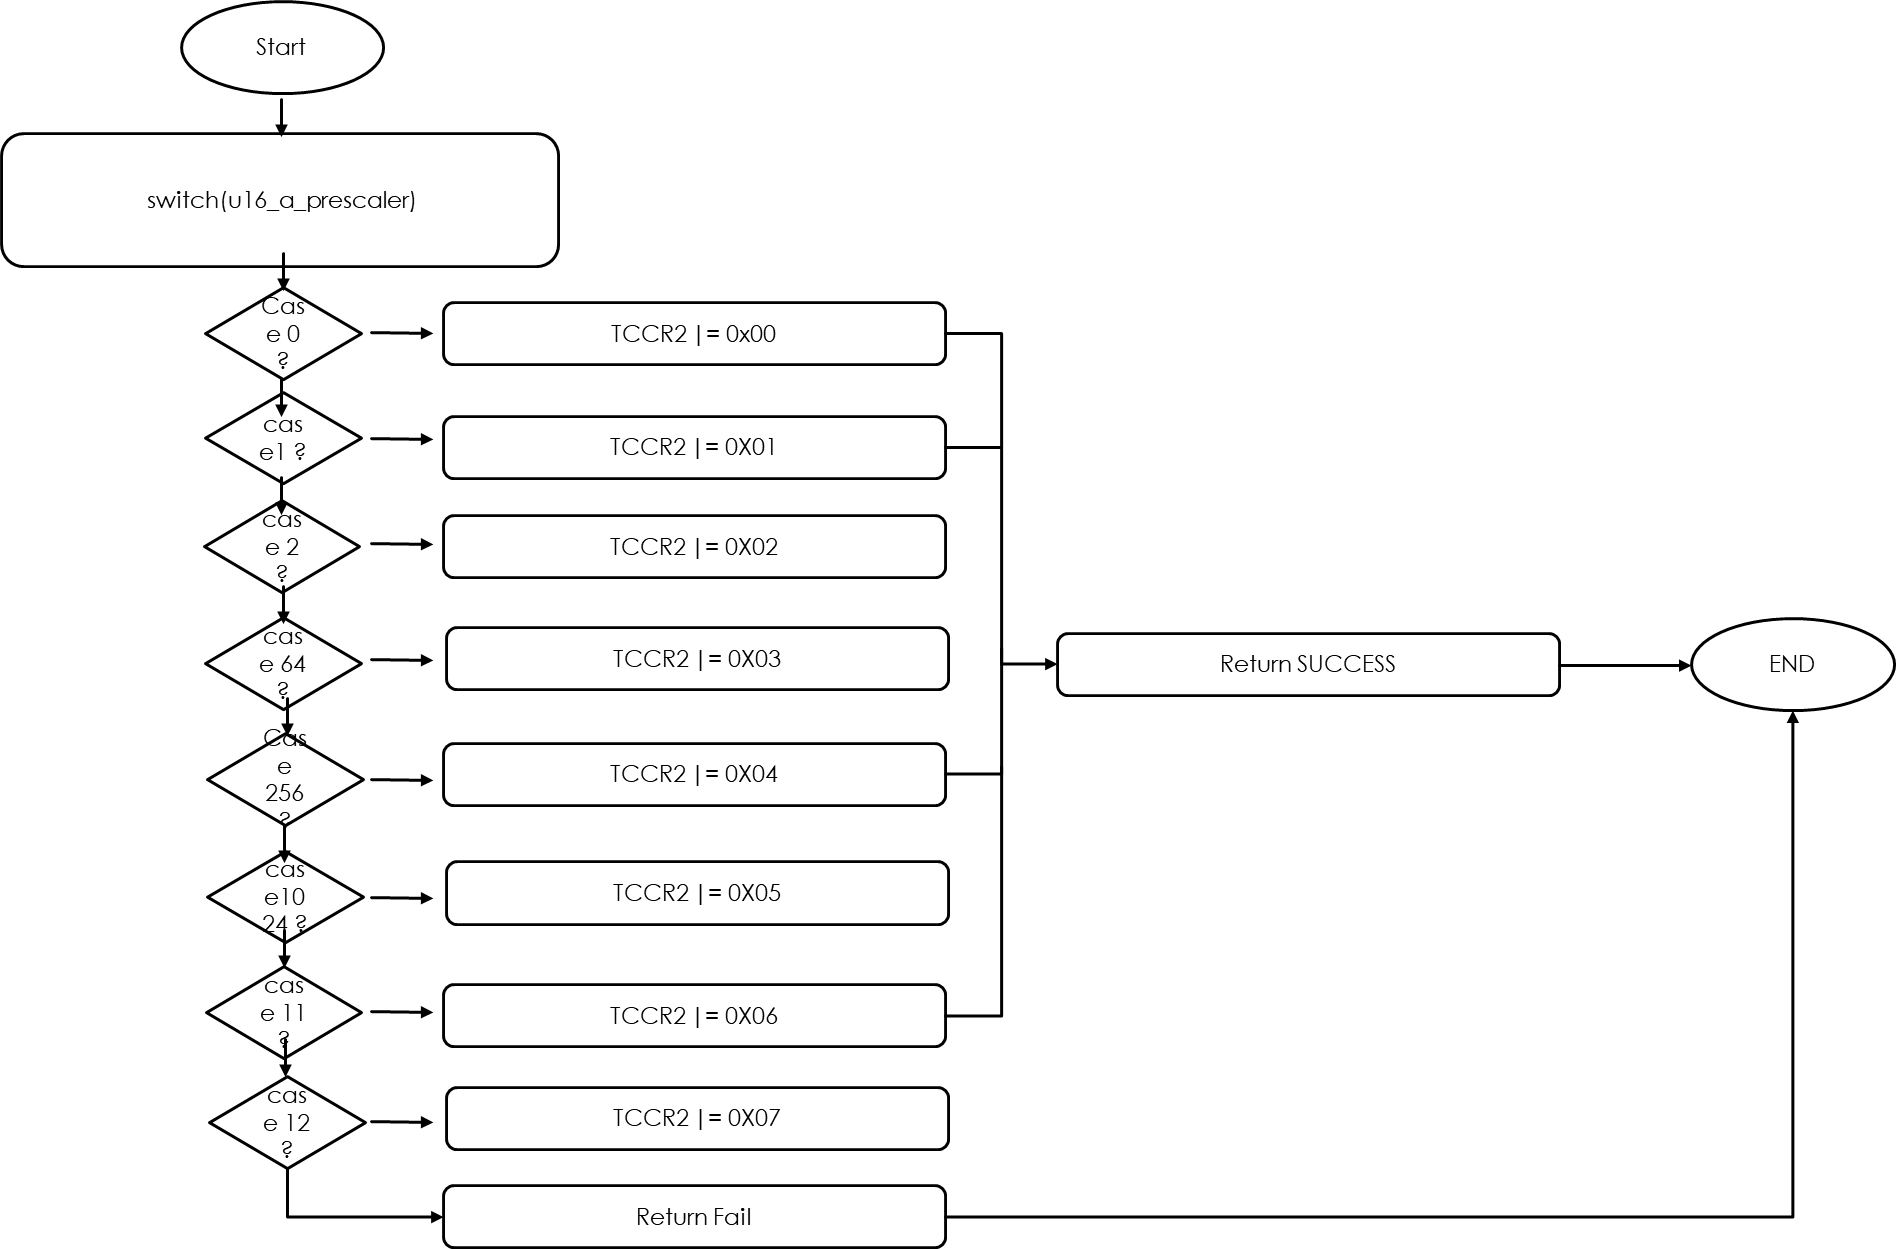 Start
switch(u16_a_prescaler)
Cas
e 0
?
TCCR2 |= 0x00
cas
e1 ?
TCCR2 |= 0X01
cas
e 2
?
TCCR2 |= 0X02
cas
e 64
?
TCCR2 |= 0X03
Return SUCCESS
END
Cas
e
256
?
TCCR2 |= 0X04
cas
e10
24 ?
TCCR2 |= 0X05
cas
e 11
?
TCCR2 |= 0X06
cas
e 12
?
TCCR2 |= 0X07
Return Fail